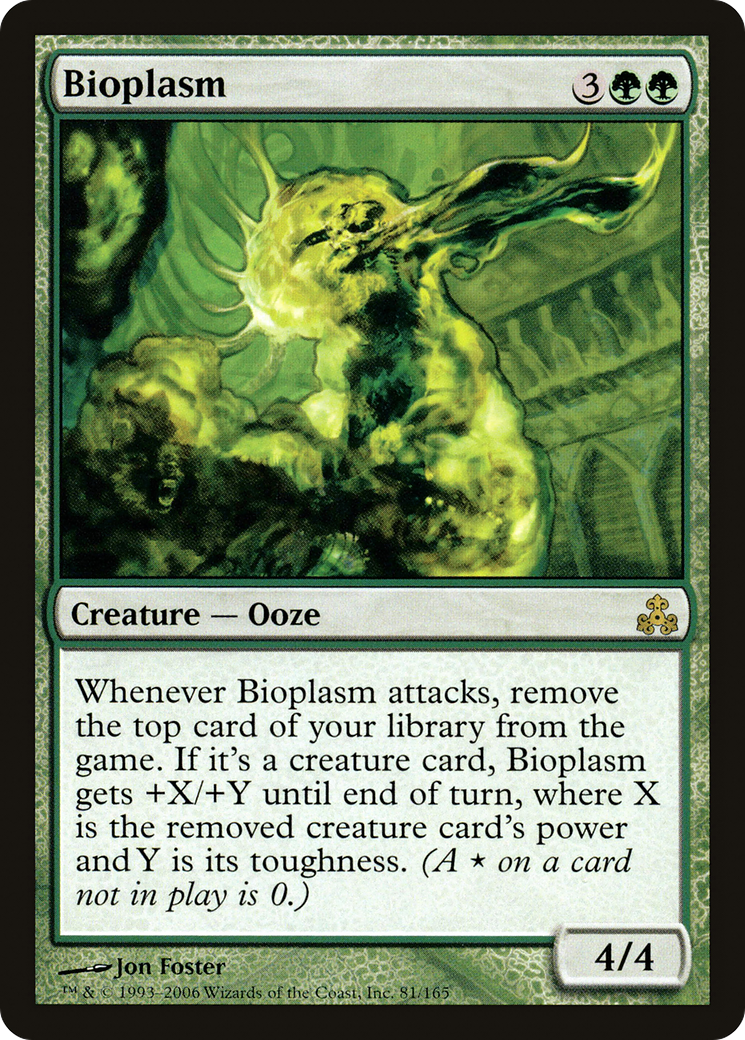 Bioplasm 3
Creature — Ooze
Whenever Bioplasm attacks, remove
the top card of your library from the
game. If it's a creature card, Bioplasm
gets +X/+Y until end of turn, where X
is the removed creature card's power
and Y is its toughness. (A ★ on a card
not in play is 0.)
4/4
Jon Foster
™ & © 1993–2006 Wizards of the Coast, Inc. 81/165